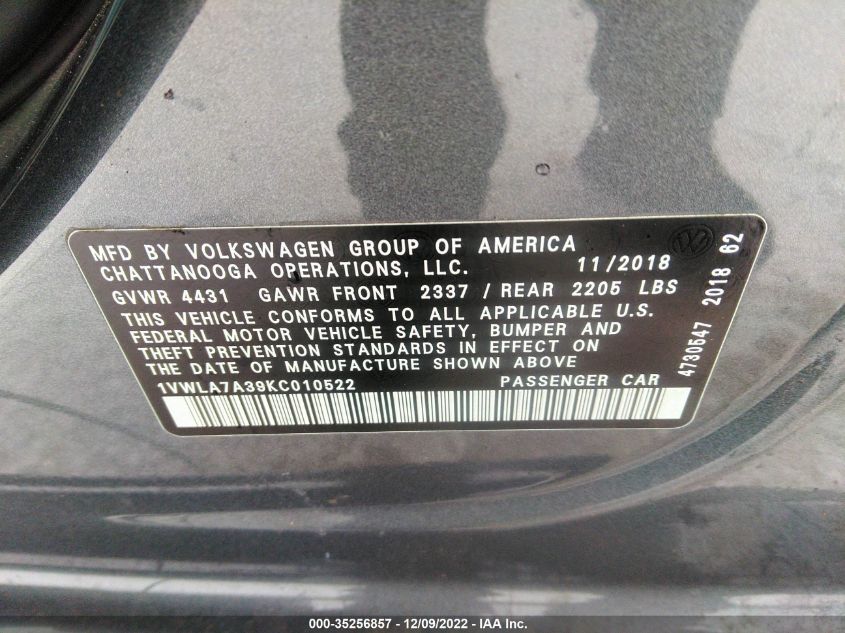 MFD BY VOLKSWAGEN GROUP OF AMERICA
CHATTANOOGA OPERATIONS, LLC. 11/2018
GVWR 4431 GAWR FRONT 2337 / REAR 2205 LBS
THIS VEHICLE CONFORMS TO ALL APPLICABLE U.S.
FEDERAL MOTOR VEHICLE SAFETY, BUMPER AND
THEFT PREVENTION STANDARDS IN EFFECT ON
THE DATE OF MANUFACTURE SHOWN ABOVE
1VWLA7A39KC010522 PASSENGER CAR
4730547 2018 62
000-35256857 - 12/09/2022 - IAA Inc.